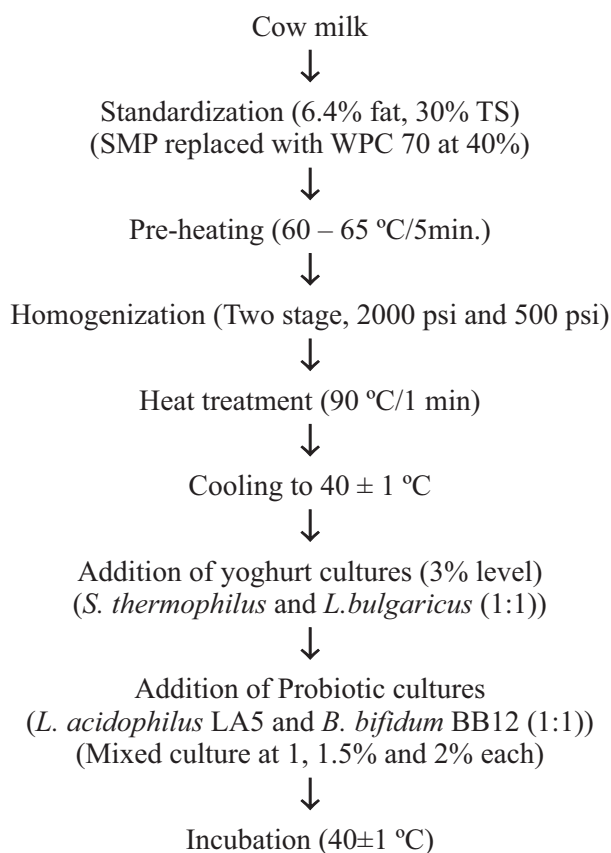 Cow milk
Standardization (6.4% fat, 30% TS)
(SMP replaced with WPC 70 at 40%)
Pre-heating (60 – 65 ºC/5min.)
Homogenization (Two stage, 2000 psi and 500 psi)
Heat treatment (90 ºC/1 min)
Cooling to 40 ± 1 ºC
Addition of yoghurt cultures (3% level)
(S. thermophilus and L.bulgaricus (1:1))
Addition of Probiotic cultures
(L. acidophilus LA5 and B. bifidum BB12 (1:1))
(Mixed culture at 1, 1.5% and 2% each)
Incubation (40±1 ºC)